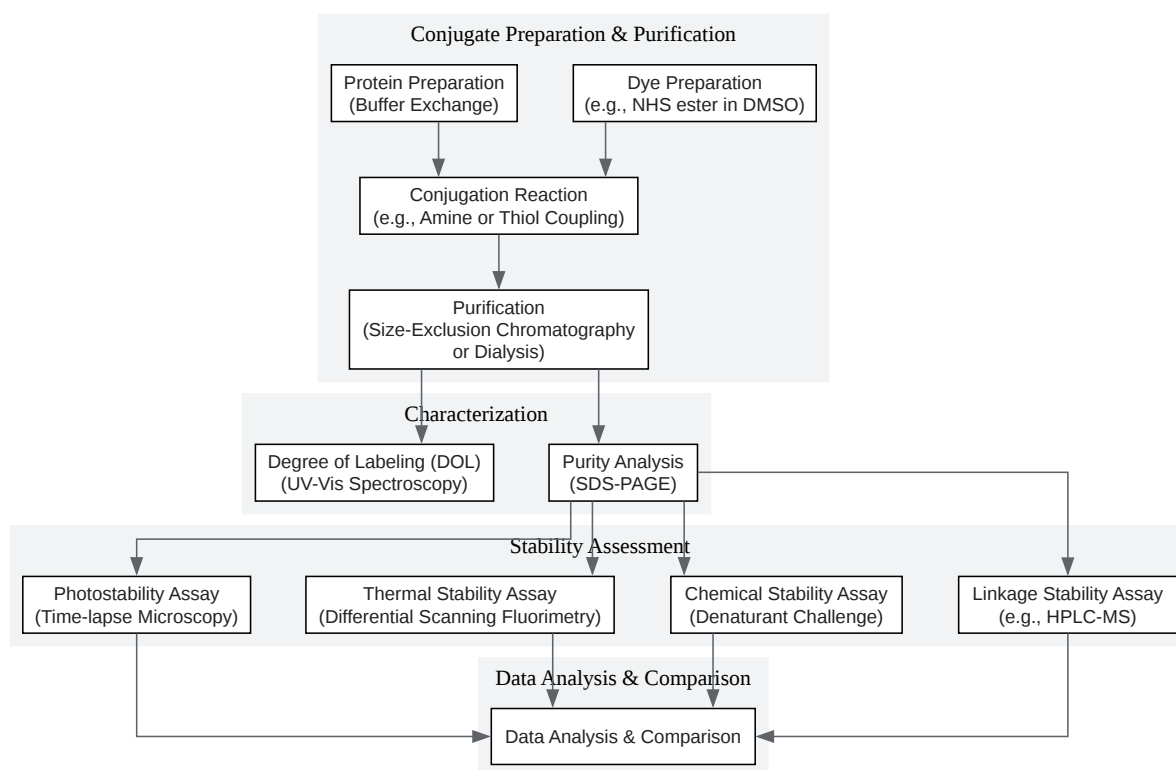 Conjugate Preparation & Purification
Protein Preparation
(Buffer Exchange)
Dye Preparation
(e.g., NHS ester in DMSO)
Conjugation Reaction
(e.g., Amine or Thiol Coupling)
Purification
(Size-Exclusion Chromatography
or Dialysis)
Characterization
Degree of Labeling (DOL)
(UV-Vis Spectroscopy)
Purity Analysis
(SDS-PAGE)
Stability Assessment
Photostability Assay
(Time-lapse Microscopy)
Thermal Stability Assay
(Differential Scanning Fluorimetry)
Chemical Stability Assay
(Denaturant Challenge)
Linkage Stability Assay
(e.g., HPLC-MS)
Data Analysis & Comparison
Data Analysis & Comparison